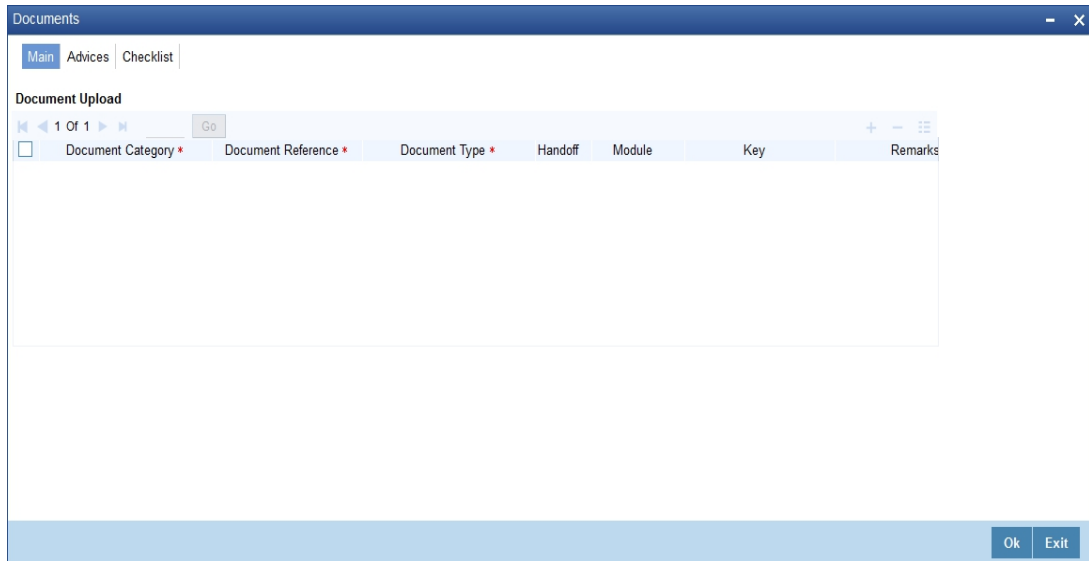 Documents
Main Advices Checklist
Document Upload
1 Of 1 Go
Document Category * Document Reference * Document Type * Handoff Module Key Remarks
Ok Exit